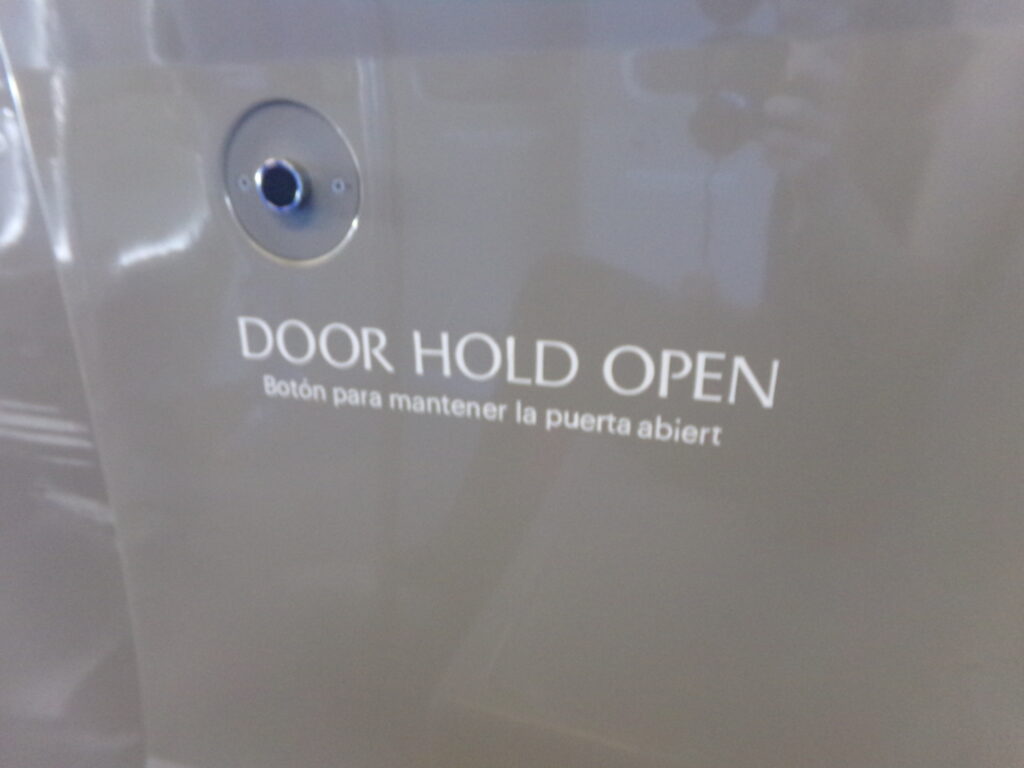 DOOR HOLD OPEN
Botón para mantener la puerta abiert